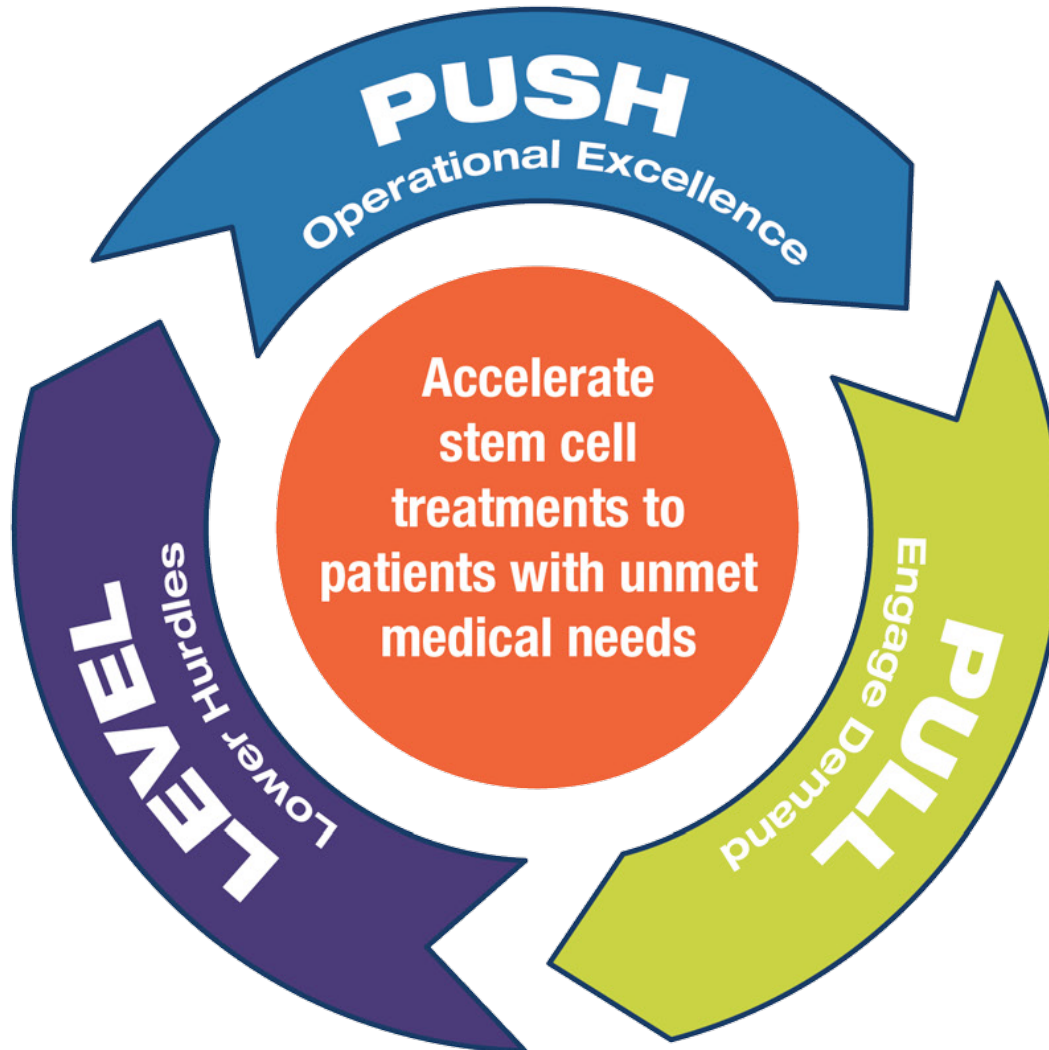 PUSH
Operational Excellence
Accelerate
stem cell
treatments to
patients with unmet
medical needs
PULL
Engage Demand
LEVEL
Lower Hurdles